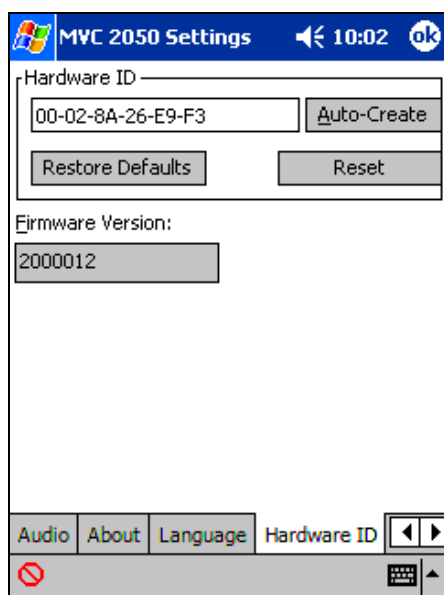 MVC 2050 Settings 10:02 ok
Hardware ID
00-02-8A-26-E9-F3 Auto-Create
Restore Defaults Reset
Firmware Version:
2000012
Audio About Language Hardware ID